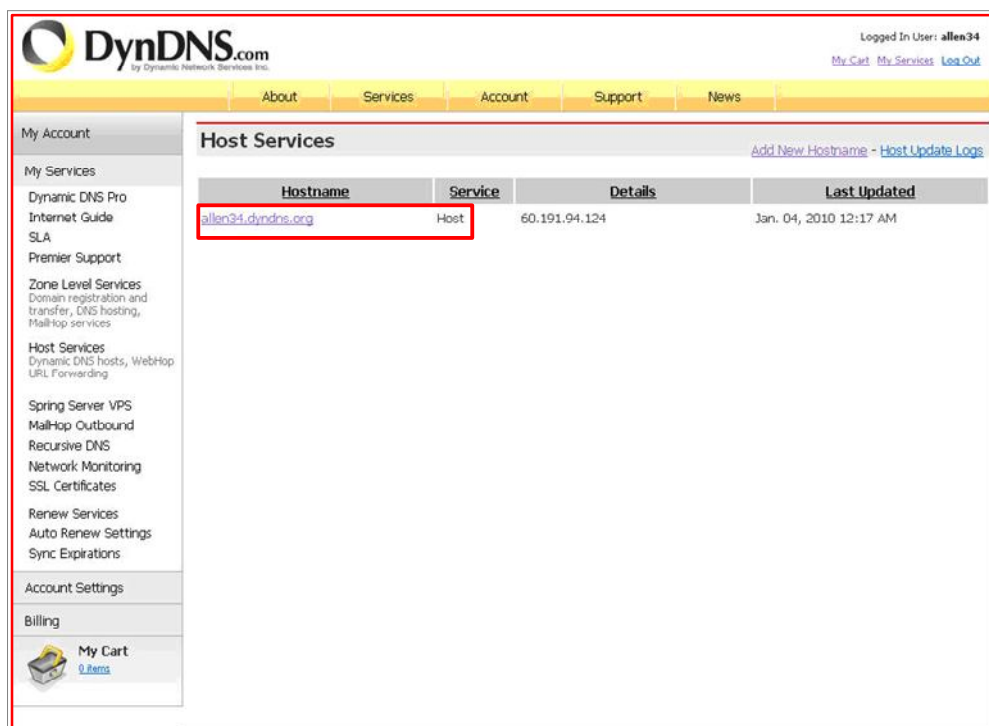 DynDNS.com
by Dynamic Network Services Inc.
Logged In User: allen34
My Cart My Services Log Out
About Services Account Support News
My Account
My Services
Dynamic DNS Pro
Internet Guide
SLA
Premier Support
Zone Level Services
Domain registration and
transfer, DNS hosting,
MailHop services
Host Services
Dynamic DNS hosts, WebHop
URL Forwarding
Spring Server VPS
MailHop Outbound
Recursive DNS
Network Monitoring
SSL Certificates
Renew Services
Auto Renew Settings
Sync Expirations
Account Settings
Billing
My Cart
0 items
Host Services
Add New Hostname - Host Update Logs
Hostname Service Details Last Updated
allen34.dyndns.org Host 60.191.94.124 Jan. 04, 2010 12:17 AM